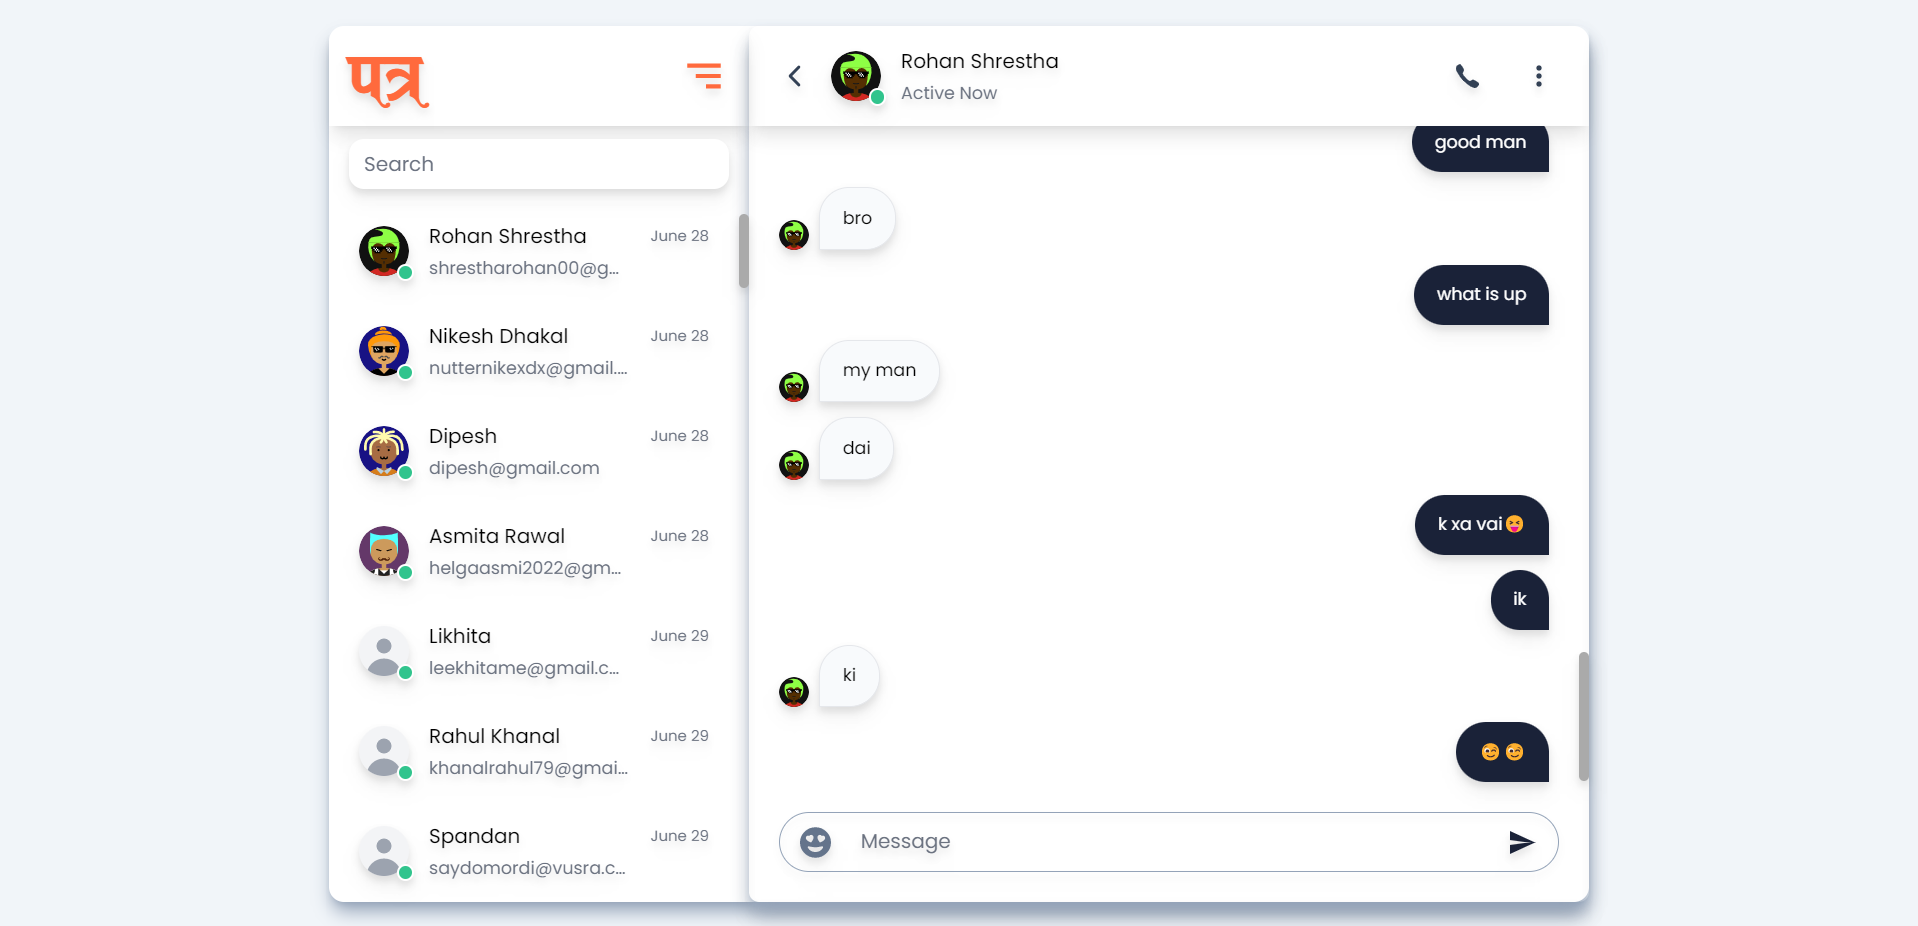 पत्र
Search
Rohan Shrestha
June 28
shrestharohan00@g...
Nikesh Dhakal
June 28
nutternikexdx@gmail....
Dipesh
June 28
dipesh@gmail.com
Asmita Rawal
June 28
helgaasmi2022@gm...
Likhita
June 29
leekhitame@gmail.c...
Rahul Khanal
June 29
khanalrahul79@gmai...
Spandan
June 29
saydomordi@vusra.c...
Rohan Shrestha
Active Now
good man
bro
what is up
my man
dai
k xa vai😝
ik
ki
😊😊
Message